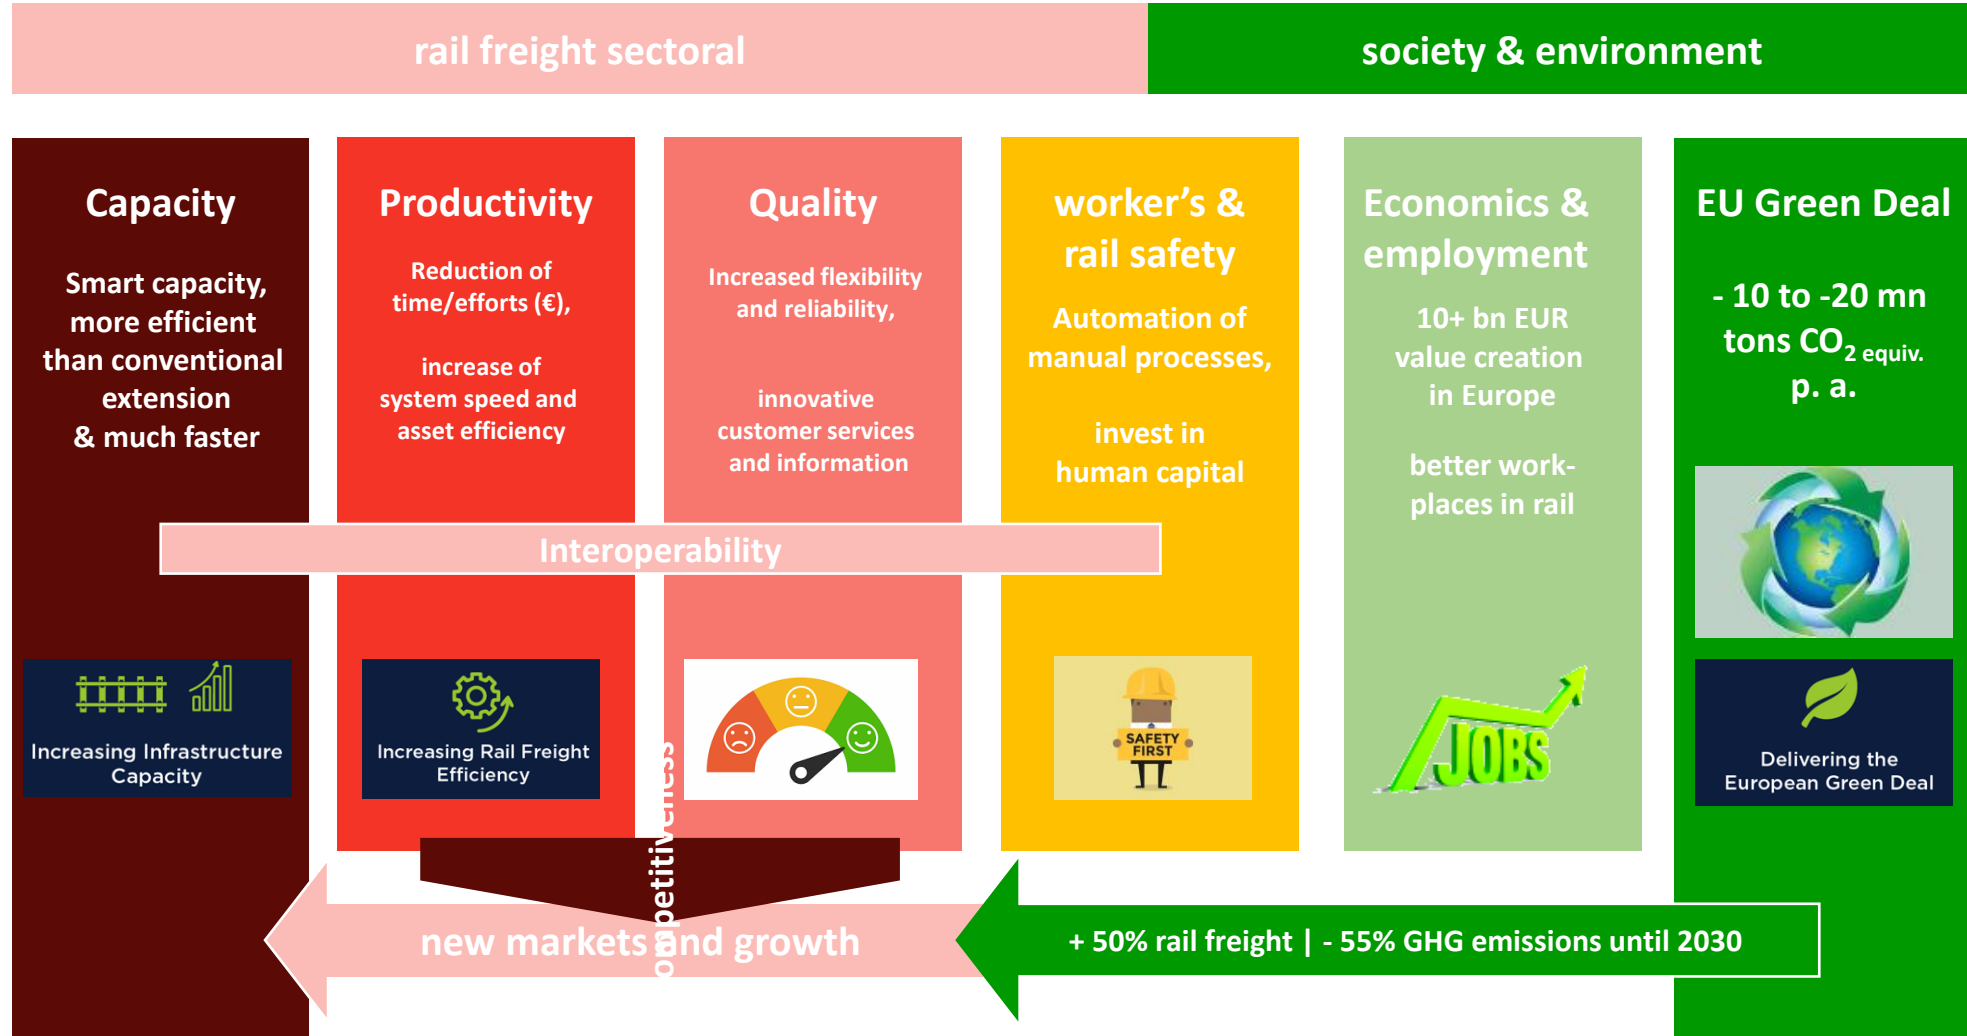 rail freight sectoral
society & environment
Capacity
Smart capacity,
more efficient
than conventional
extension
& much faster
Increasing Infrastructure
Capacity
Productivity
Reduction of
time/efforts (€),
increase of
system speed and
asset efficiency
Increasing Rail Freight
Efficiency
Quality
Increased flexibility
and reliability,
innovative
customer services
and information
worker’s &
rail safety
Automation of
manual processes,
invest in
human capital
SAFETY
FIRST
Economics &
employment
10+ bn EUR
value creation
in Europe
better work-
places in rail
JOBS
EU Green Deal
- 10 to -20 mn
tons CO2 equiv.
p. a.
Delivering the
European Green Deal
Interoperability
ompetitiveness
new markets and growth
+ 50% rail freight | - 55% GHG emissions until 2030